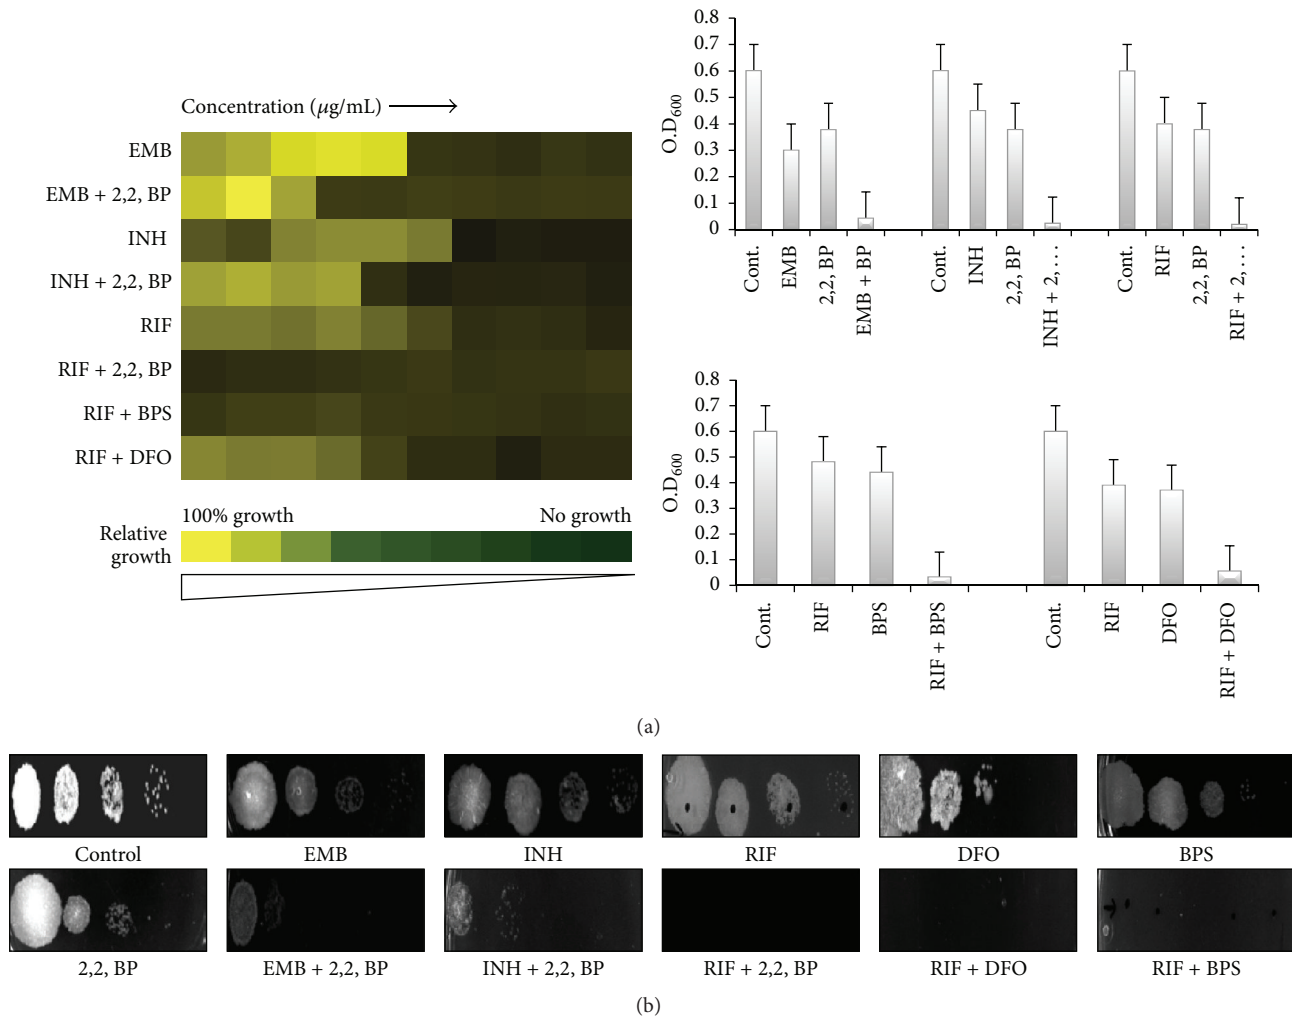 Concentration (μg/mL)
EMB
EMB + 2,2, BP
INH
INH + 2,2, BP
RIF
RIF + 2,2, BP
RIF + BPS
RIF + DFO
100% growth No growth
Relative
growth
0.8
0.7
0.6
0.5
0.4
0.3
0.2
0.1
0
O.D600
Cont.
EMB
2,2, BP
EMB + BP
Cont.
INH
2,2, BP
INH + 2, . . .
Cont.
RIF
2,2, BP
RIF + 2, . . .
0.8
0.7
0.6
0.5
0.4
0.3
0.2
0.1
0
O.D600
Cont.
RIF
BPS
RIF + BPS
Cont.
RIF
DFO
RIF + DFO
(a)
Control EMB INH RIF DFO BPS
2,2, BP EMB + 2,2, BP INH + 2,2, BP RIF + 2,2, BP RIF + DFO RIF + BPS
(b)